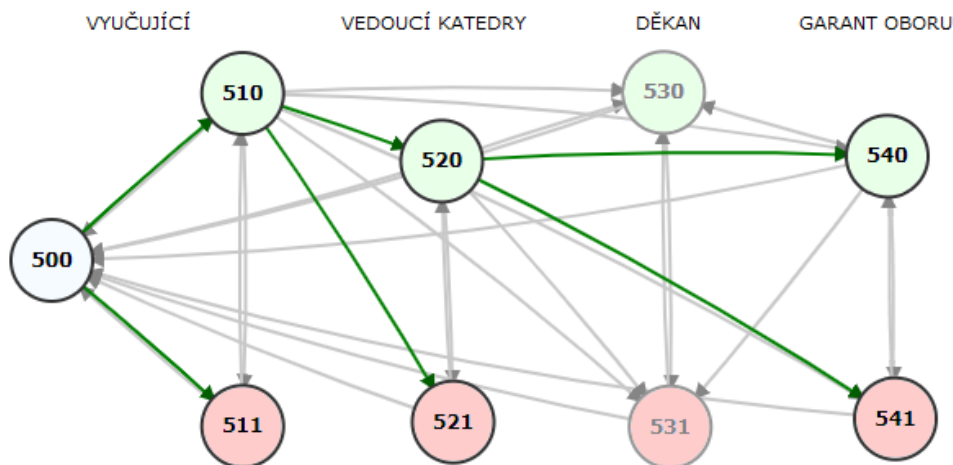 VYUČUJÍCÍ VEDOUCÍ KATEDRY DĚKAN GARANT OBORU
510 530
520 540
500
511 521 531 541